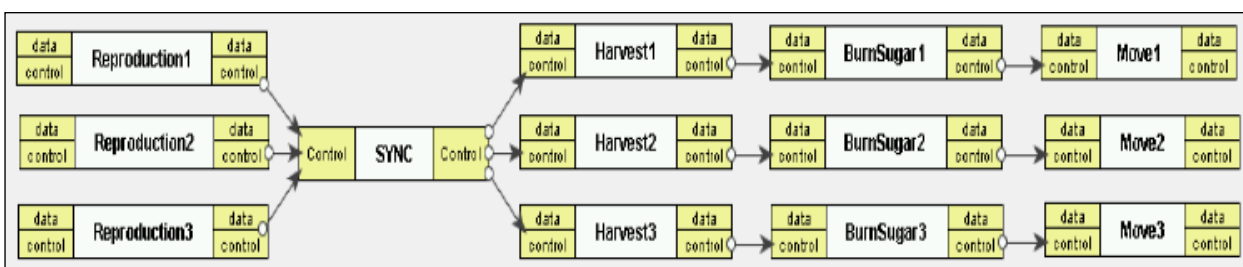 data Reproduction1 data
control control
data Harvest1 data
control control
data BurnSugar1 data
control control
data Move1 data
control control
data Reproduction2 data
control control
Control SYNC Control
data Harvest2 data
control control
data BurnSugar2 data
control control
data Move2 data
control control
data Reproduction3 data
control control
data Harvest3 data
control control
data BurnSugar3 data
control control
data Move3 data
control control